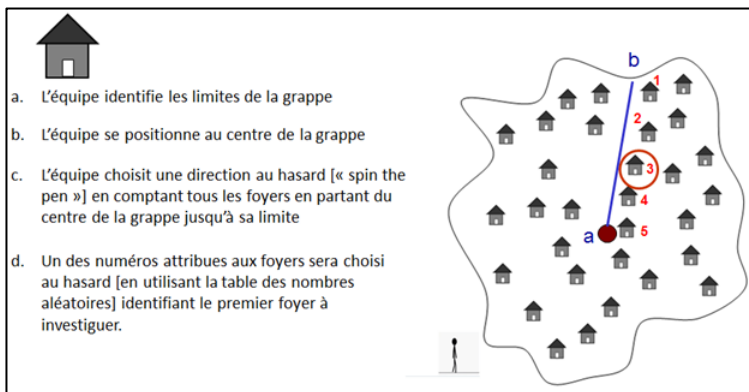 a. L'équipe identifie les limites de la grappe
b. L'équipe se positionne au centre de la grappe
c. L'équipe choisit une direction au hasard [« spin the
pen »] en comptant tous les foyers en partant du
centre de la grappe jusqu'à sa limite
d. Un des numéros attribues aux foyers sera choisi
au hasard [en utilisant la table des nombres
aléatoires] identifiant le premier foyer à
investiguer.
b
1
2
3
4
a
5